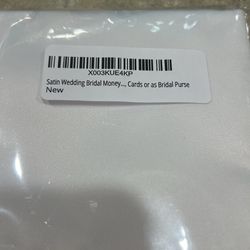 X003KUE4KP
Satin Wedding Bridal Money..., Cards or as Bridal Purse
New